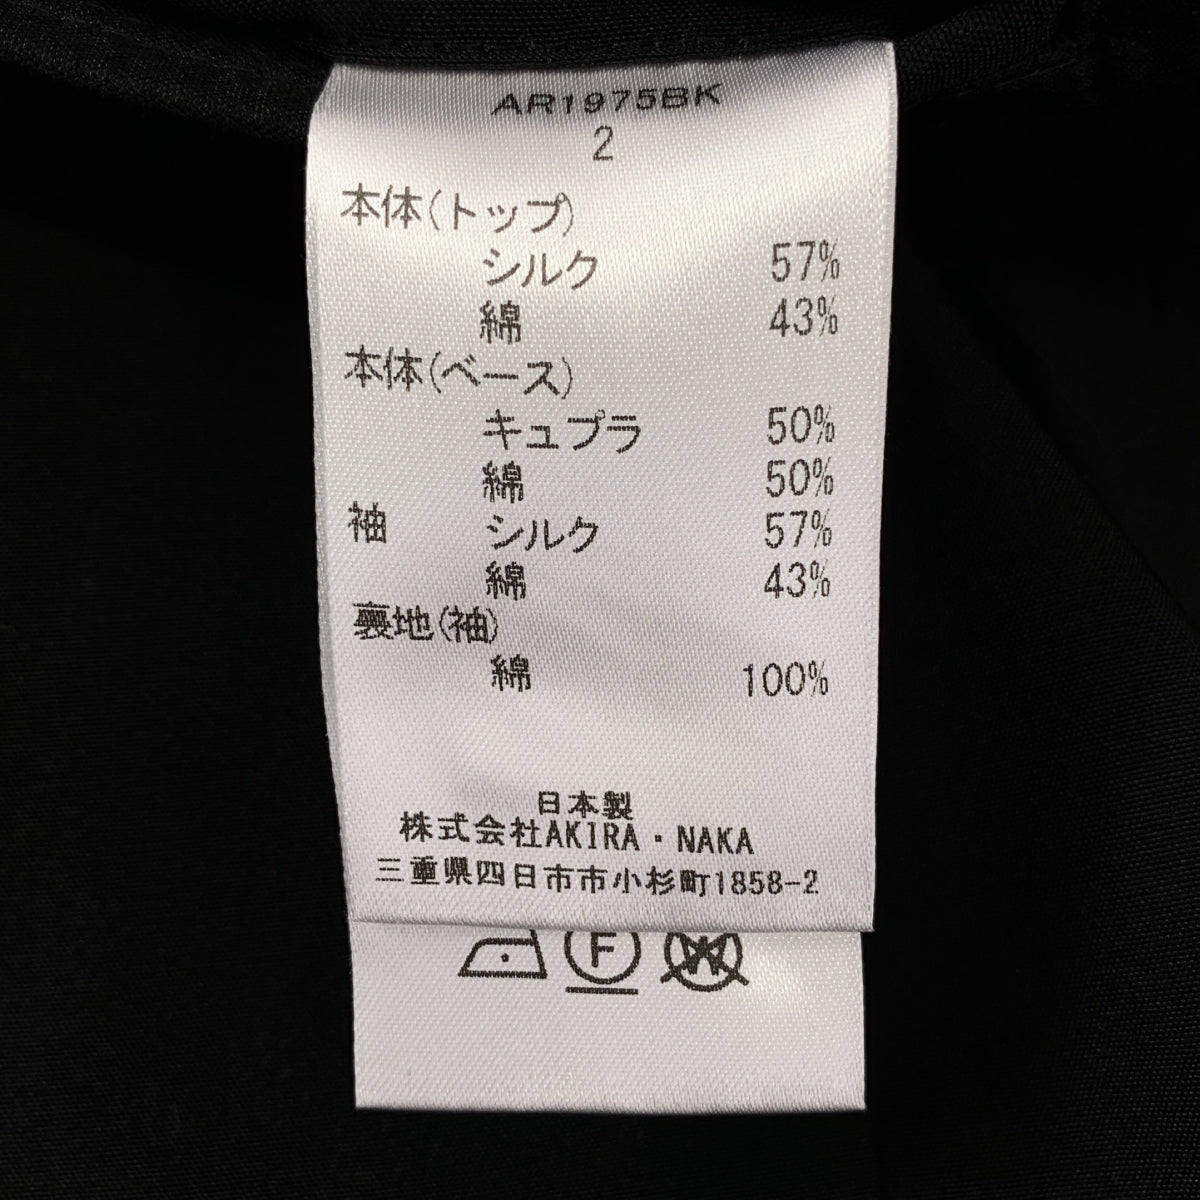 AR1975BK
2
本体(トップ)
シルク 57%
綿 43%
本体(ベース)
キュプラ 50%
綿 50%
袖 シルク 57%
綿 43%
裏地(袖)
綿 100%
日本製
株式会社AKIRA・NAKA
三重県四日市市小杉町1858-2
F W